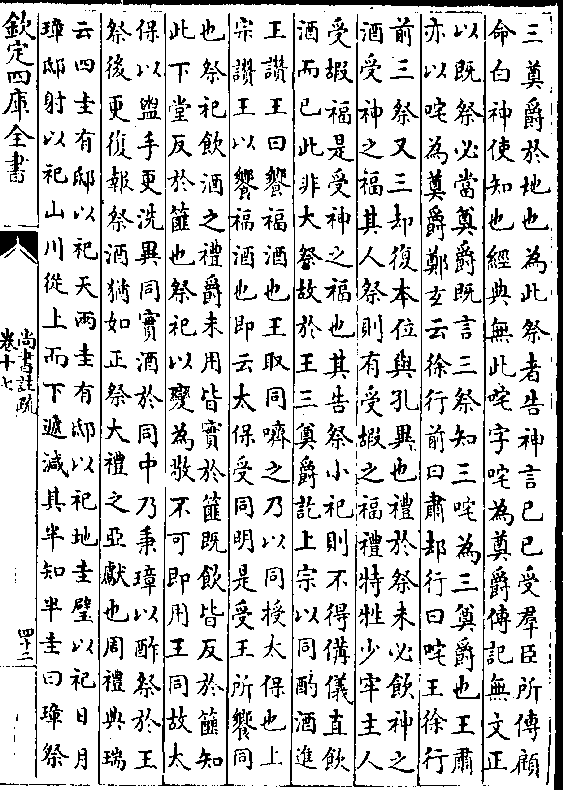 三奠爵於地也為此祭者告神言已已受羣臣所傳顧
命白神使知也經典無此咤字咤為奠爵傳記無文正
以既祭必當奠爵既言三祭知三咤為三奠爵也王肅
亦以咤為奠爵鄭玄云徐行前曰肅却行曰咤王徐行
前三祭又三却復本位與孔異也禮於祭末必飲神之
酒受神之福其人祭則有受嘏之福禮特牲少牢主人
受嘏福是受神之福也其告祭小祀則不得備儀直飲
酒而已此非大祭故於王三奠爵訖上宗以同酌酒進
王讚王曰饗福酒也王取同嚌之乃以同授太保也上
宗讚王以饗福酒也即云太保受同明是受王所饗同
也祭祀飲酒之禮爵未用皆實於篚既飲皆反於篚知
此下堂反於篚也祭祀以變為敬不可即用王同故太
保以盥手更洗異同實酒於同中乃秉璋以酢祭於王
祭後更復報祭酒猶如正祭大禮之亞獻也周禮典瑞
云四圭有邸以祀天兩圭有邸以祀地圭璧以祀日月
璋邸射以祀山川從上而下遞減其半知半圭曰璋祭
欽定四庫全書
尚書註疏
卷十七
四十二